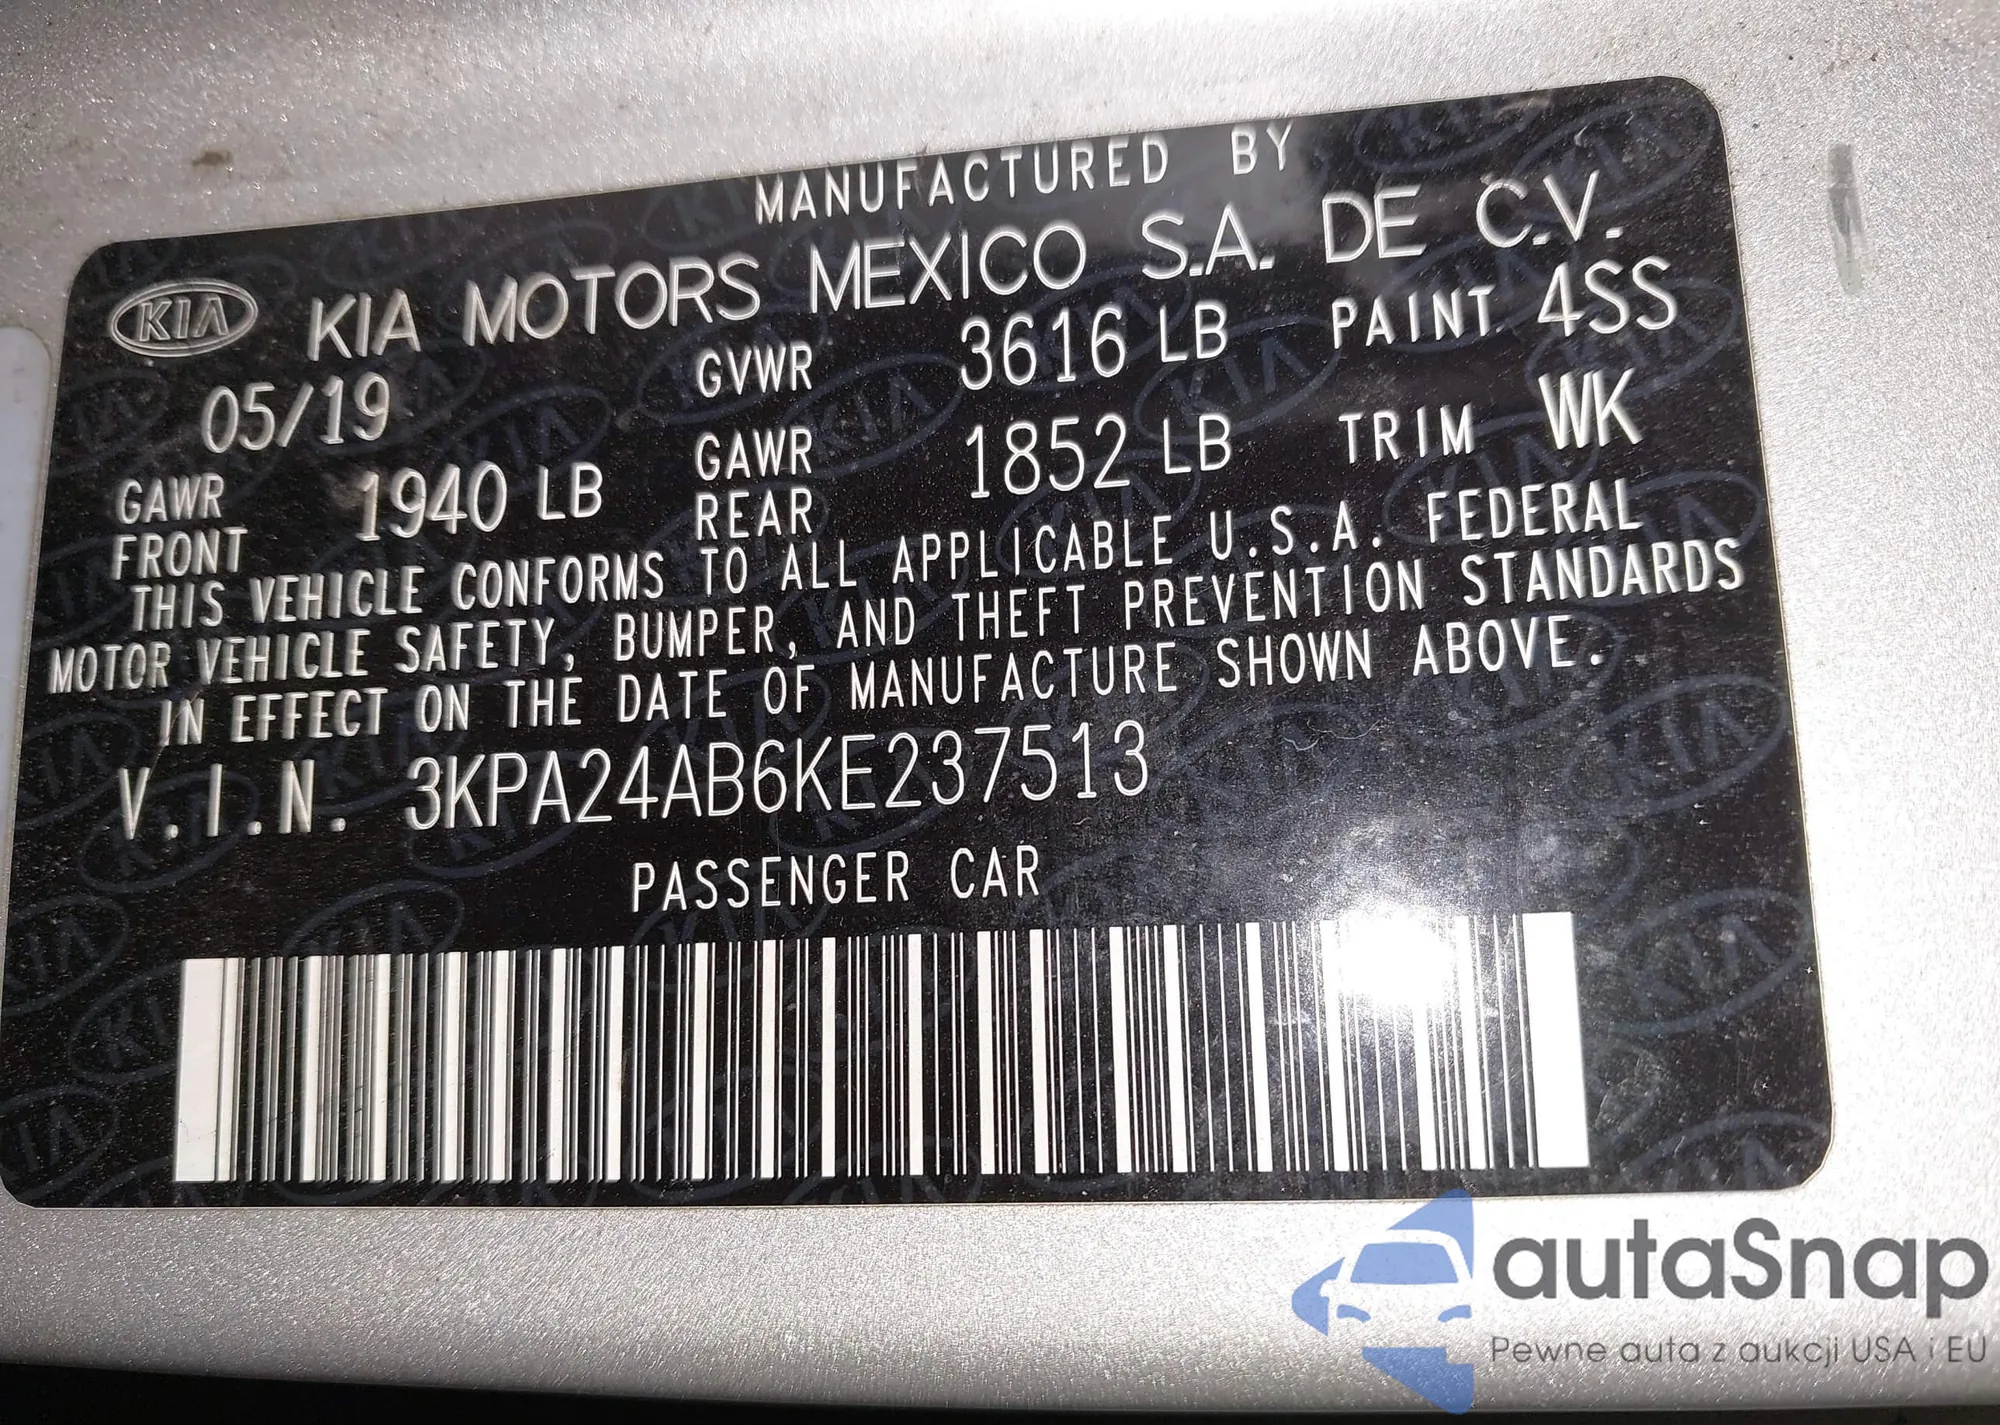 MANUFACTURED BY
KIA KIA MOTORS MEXICO S.A. DE C.V.
05/19 GVWR 3616 LB PAINT 4SS
GAWR FRONT 1940 LB GAWR REAR 1852 LB TRIM WK
THIS VEHICLE CONFORMS TO ALL APPLICABLE U.S.A. FEDERAL
MOTOR VEHICLE SAFETY, BUMPER, AND THEFT PREVENTION STANDARDS
IN EFFECT ON THE DATE OF MANUFACTURE SHOWN ABOVE.
V.I.N. 3KPA24AB6KE237513
PASSENGER CAR
autaSnap
Pewne auta z aukcji USA i EU